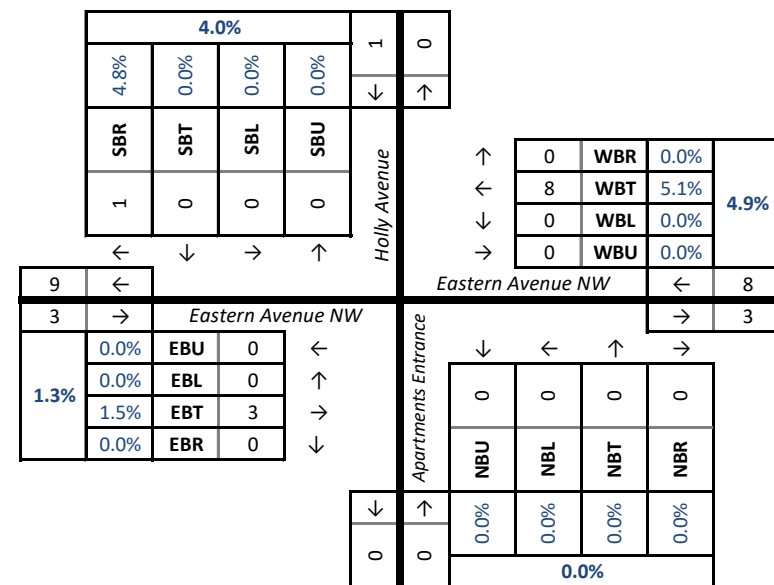 4.0%
1 0
4.8% 0.0% 0.0% 0.0%
↓ ↑
SBR SBT SBL SBU
1 0 0 0
← ↓ → ↑
Holly Avenue
↑ 0 WBR 0.0%
← 8 WBT 5.1%
↓ 0 WBL 0.0%
→ 0 WBU 0.0%
4.9%
9 ←
Eastern Avenue NW
← 8
3 →
Eastern Avenue NW
→ 3
1.3%
0.0% EBU 0 ←
0.0% EBL 0 ↑
1.5% EBT 3 →
0.0% EBR 0 ↓
Apartments Entrance
↓ ← ↑ →
0 0 0 0
NBU NBL NBT NBR
↓ ↑
0.0% 0.0% 0.0% 0.0%
0 0
0.0%